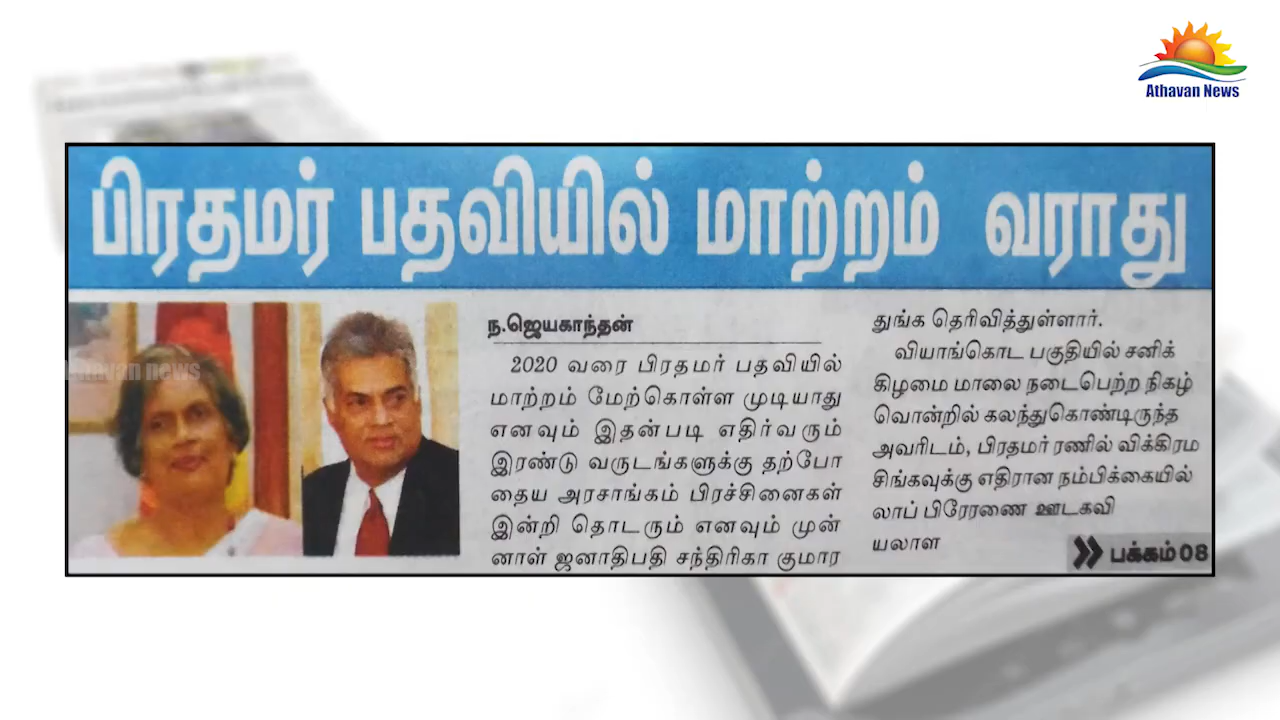 Athavan News
பிரதமர் பதவியில் மாற்றம் வராது
Athavan news
ந.ஜெயகாந்தன்
2020 வரை பிரதமர் பதவியில்
மாற்றம் மேற்கொள்ள முடியாது
எனவும் இதன்படி எதிர்வரும்
இரண்டு வருடங்களுக்கு தற்போ
தைய அரசாங்கம் பிரச்சினைகள்
இன்றி தொடரும் எனவும் முன்
னாள் ஜனாதிபதி சந்திரிகா குமார
துங்க தெரிவித்துள்ளார்.
வியாங்கொட பகுதியில் சனிக்
கிழமை மாலை நடைபெற்ற நிகழ்
வொன்றில் கலந்துகொண்டிருந்த
அவரிடம், பிரதமர் ரணில் விக்கிரம
சிங்கவுக்கு எதிரான நம்பிக்கையில்
லாப் பிரேரணை ஊடகவி
யலாள
பக்கம் 08